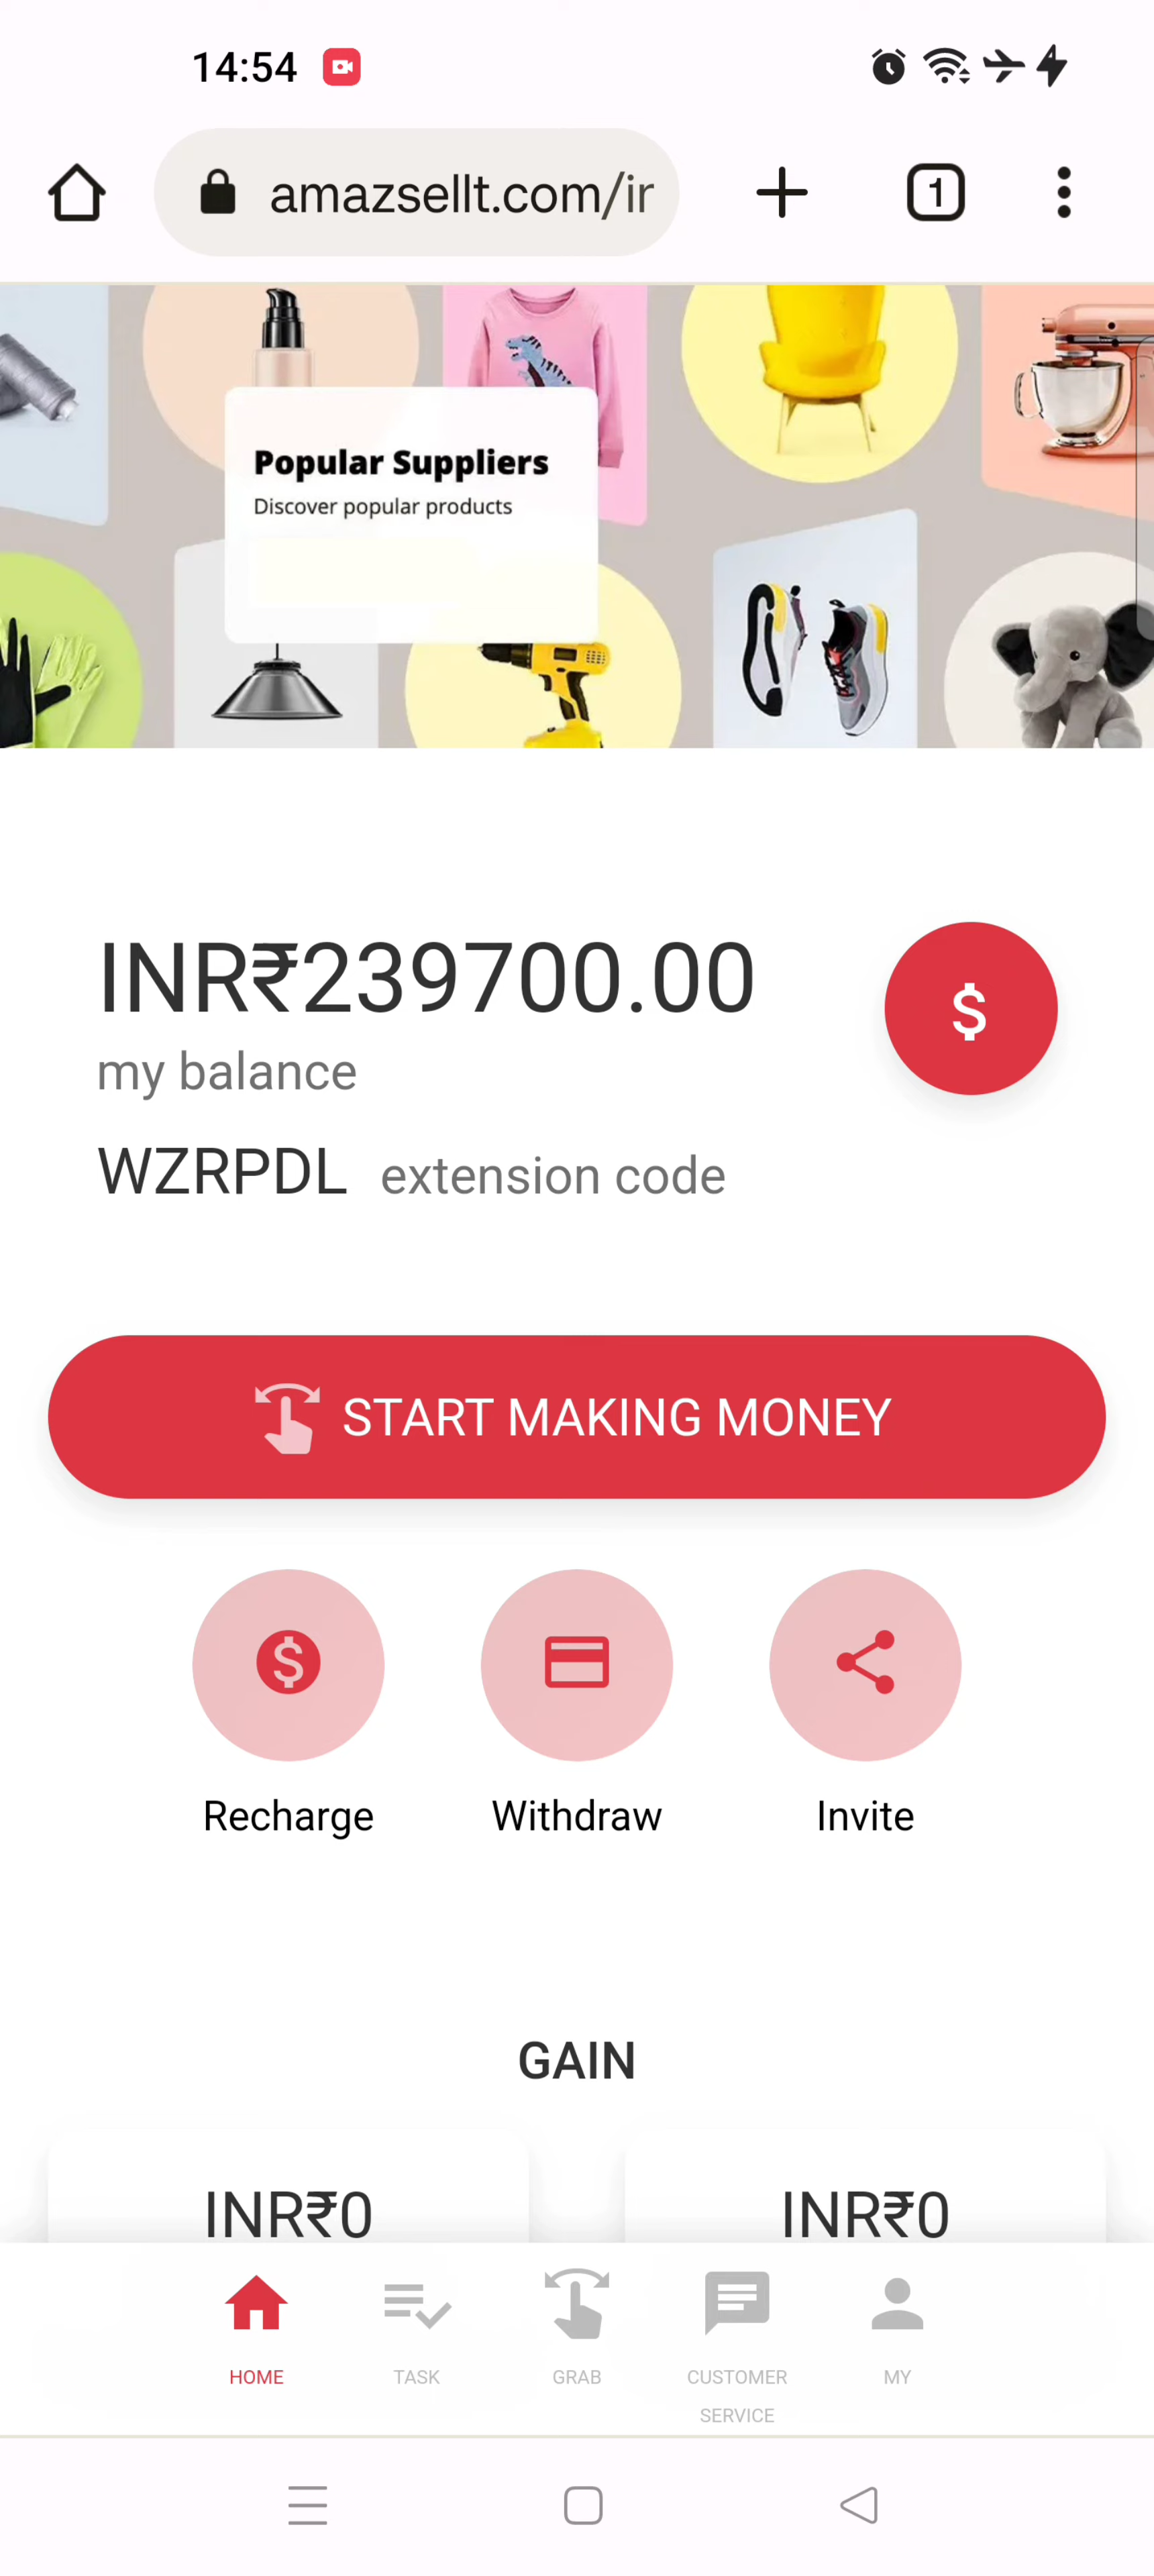 14:54
amazsellt.com/ir
1
Popular Suppliers
Discover popular products
INR₹239700.00
my balance
WZRPDL extension code
START MAKING MONEY
Recharge Withdraw Invite
GAIN
INR₹0 INR₹0
HOME TASK GRAB CUSTOMER SERVICE MY